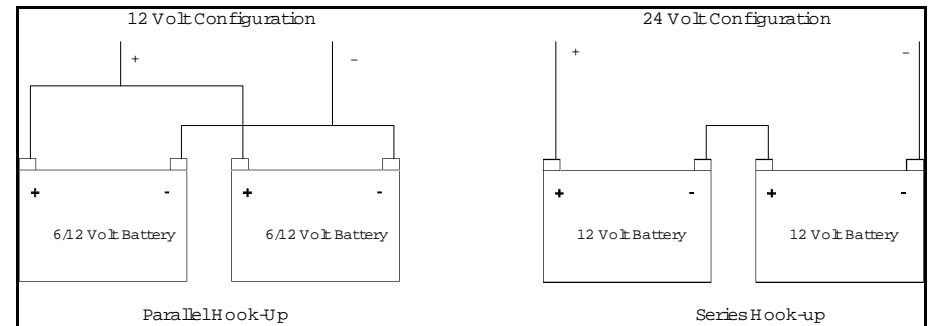 12 Volt Configuration
24 Volt Configuration
+
–
+
–
+ -
+ -
+ -
+ -
6/12 Volt Battery
6/12 Volt Battery
12 Volt Battery
12 Volt Battery
Parallel Hook-Up
Series Hook-up